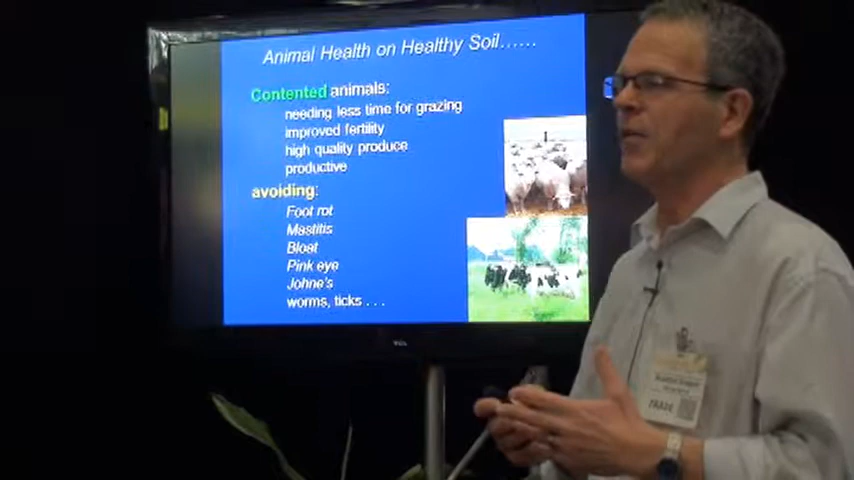 Animal Health on Healthy Soil......
Contented animals:
needing less time for grazing
improved fertility
high quality produce
productive
avoiding:
Foot rot
Mastitis
Bloat
Pink eye
Johne's
worms, ticks . . .
TRADE